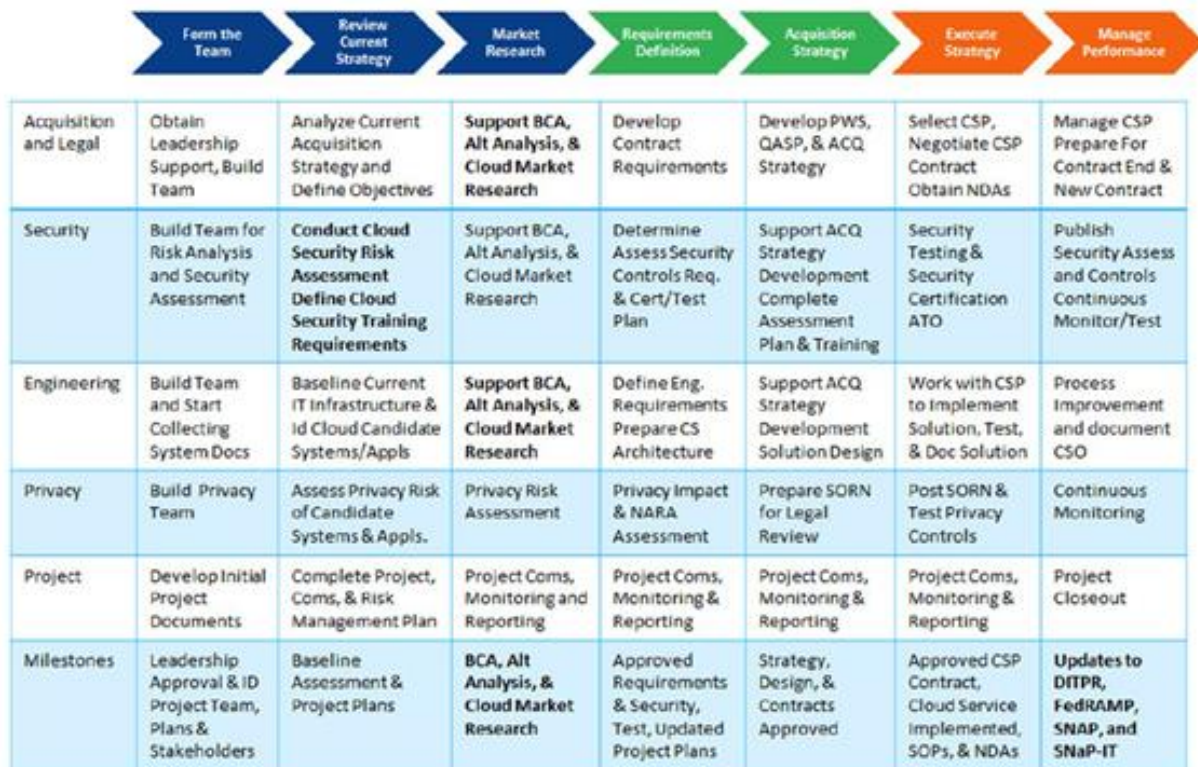 Form the
Team
Review
Current
Strategy
Market
Research
Requirements
Definition
Acquisition
Strategy
Execute
Strategy
Manage
Performance
Acquisition
and Legal
Obtain
Leadership
Support, Build
Team
Analyze Current
Acquisition
Strategy and
Define Objectives
Support BCA,
Alt Analysis, &
Cloud Market
Research
Develop
Contract
Requirements
Develop PWS,
QASP, & ACQ
Strategy
Select CSP,
Negotiate CSP
Contract
Obtain NDAs
Manage CSP
Prepare For
Contract End &
New Contract
Security
Build Team for
Risk Analysis
and Security
Assessment
Conduct Cloud
Security Risk
Assessment
Define Cloud
Security Training
Requirements
Support BCA,
Alt Analysis, &
Cloud Market
Research
Determine
Assess Security
Controls Req.
& Cert/Test
Plan
Support ACQ
Strategy
Development
Complete
Assessment
Plan & Training
Security
Testing &
Security
Certification
ATO
Publish
Security Assess
and Controls
Continuous
Monitor/Test
Engineering
Build Team
and Start
Collecting
System Docs
Baseline Current
IT Infrastructure &
Id Cloud Candidate
Systems/Appls
Support BCA,
Alt Analysis, &
Cloud Market
Research
Define Eng.
Requirements
Prepare CS
Architecture
Support ACQ
Strategy
Development
Solution Design
Work with CSP
to Implement
Solution, Test,
& Doc Solution
Process
Improvement
and document
CSO
Privacy
Build Privacy
Team
Assess Privacy Risk
of Candidate
Systems & Appls.
Privacy Risk
Assessment
Privacy Impact
& NARA
Assessment
Prepare SORN
for Legal
Review
Post SORN &
Test Privacy
Controls
Continuous
Monitoring
Project
Develop Initial
Project
Documents
Complete Project,
Coms, & Risk
Management Plan
Project Coms,
Monitoring and
Reporting
Project Coms,
Monitoring &
Reporting
Project Coms,
Monitoring &
Reporting
Project Coms,
Monitoring &
Reporting
Project
Closeout
Milestones
Leadership
Approval & ID
Project Team,
Plans &
Stakeholders
Baseline
Assessment &
Project Plans
BCA, Alt
Analysis, &
Cloud Market
Research
Approved
Requirements
& Security,
Test, Updated
Project Plans
Strategy,
Design, &
Contracts
Approved
Approved CSP
Contract,
Cloud Service
Implemented,
SOPs, & NDAs
Updates to
DITPR,
FedRAMP,
SNAP, and
SNaP-IT